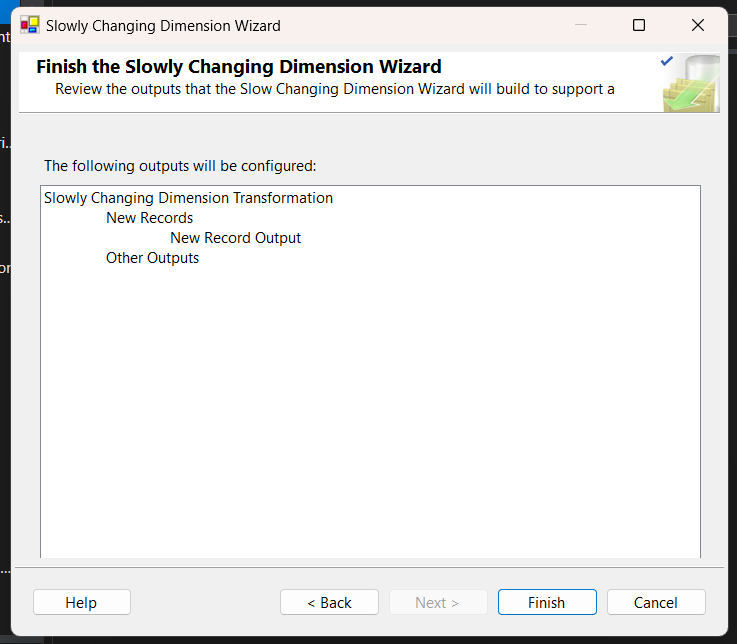 Slowly Changing Dimension Wizard
Finish the Slowly Changing Dimension Wizard
Review the outputs that the Slow Changing Dimension Wizard will build to support a
The following outputs will be configured:
Slowly Changing Dimension Transformation
New Records
New Record Output
Other Outputs
Help
< Back
Next >
Finish
Cancel